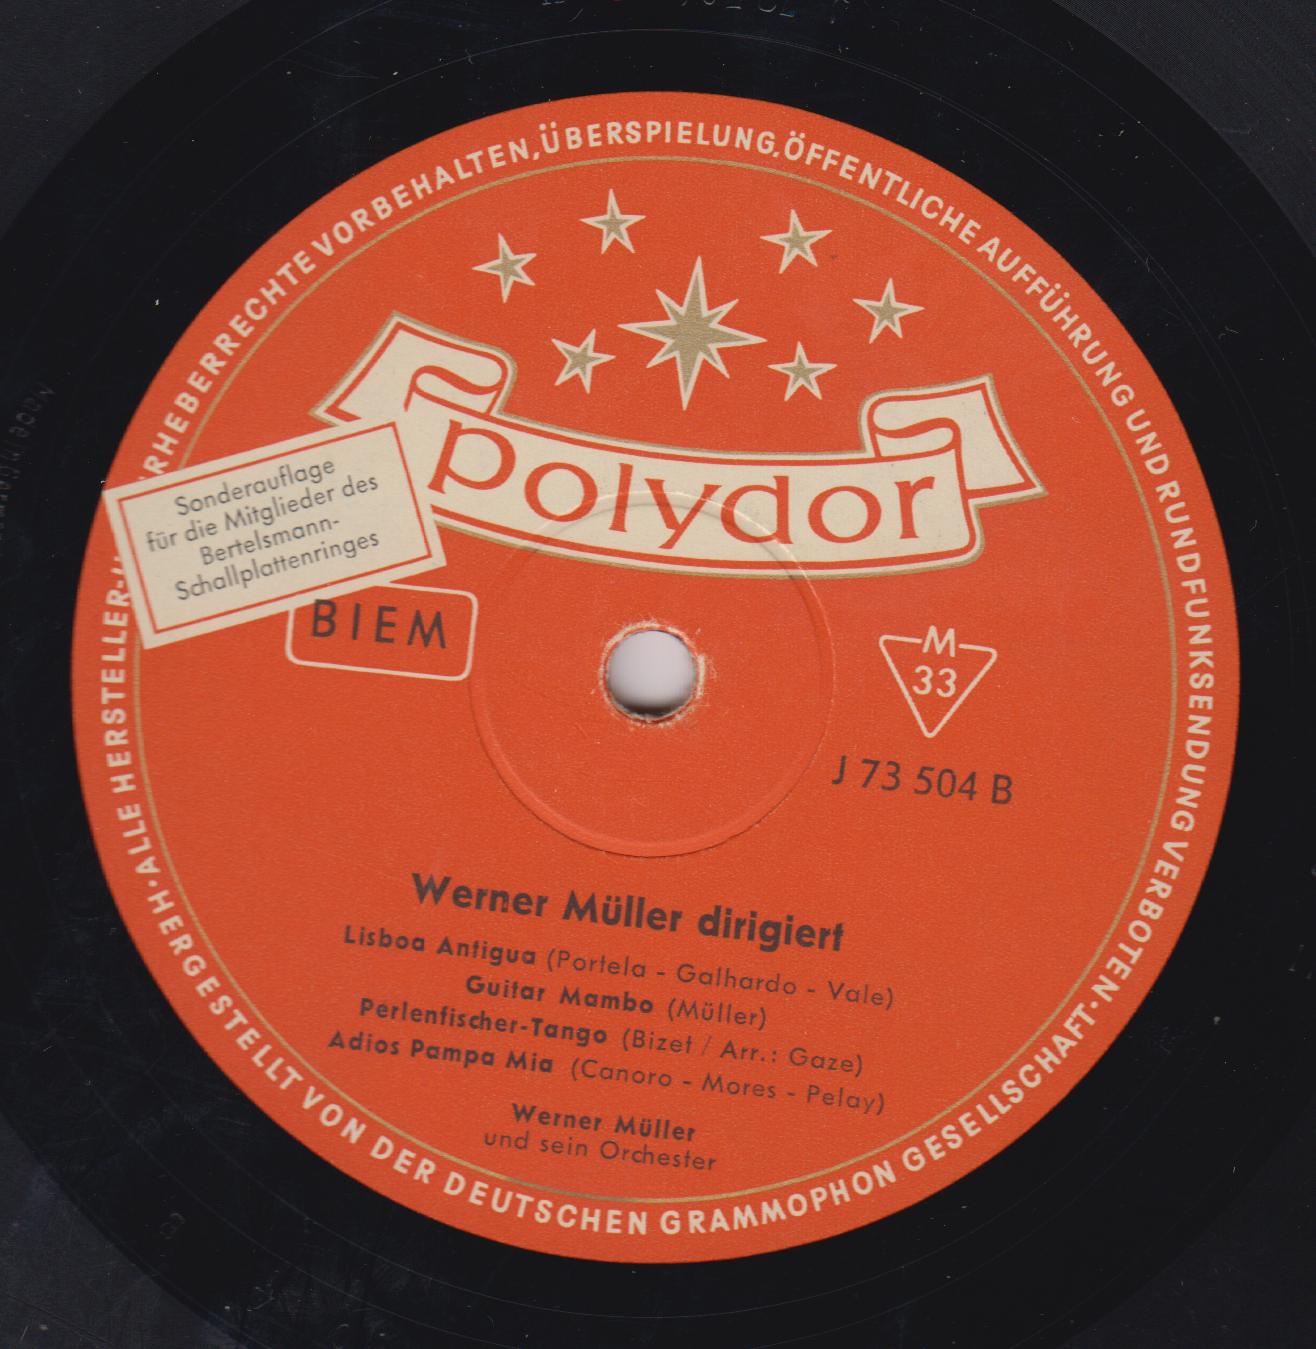 HERGESTELLT VON DER DEUTSCHEN GRAMMOPHON GESELLSCHAFT • ALLE HERSTELLER- RHEBERRECHTE VORBEHALTEN, ÜBERSPIELUNG, ÖFFENTLICHE AUFFÜHRUNG UND RUNDFUNKSENDUNG VERBOTEN •
polydor
Sonderauflage
für die Mitglieder des
Bertelsmann-
Schallplattenringes
BIEM
M
33
J 73 504 B
Werner Müller dirigiert
Lisboa Antigua (Portela - Galhardo - Vale)
Guitar Mambo (Müller)
Perlenfischer-Tango (Bizet / Arr.: Gaze)
Adios Pampa Mia (Canoro - Mores - Pelay)
Werner Müller
und sein Orchester